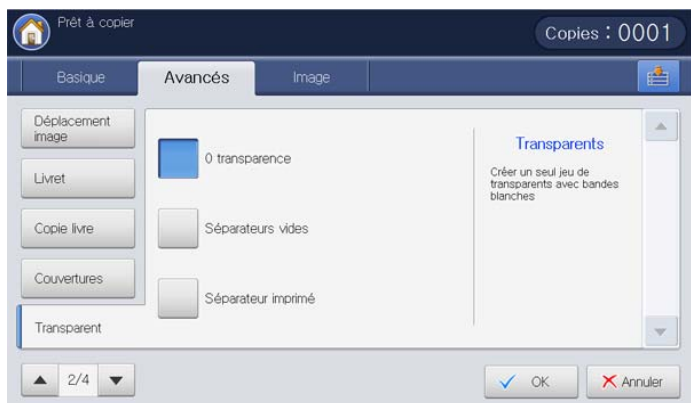 Prêt à copier
Copies : 0001
Basique
Avancés
Image
Déplacement
image
Livret
Copie livre
Couvertures
Transparent
0 transparence
Séparateurs vides
Séparateur imprimé
Transparents
Créer un seul jeu de
transparents avec bandes
blanches
2/4
OK
Annuler